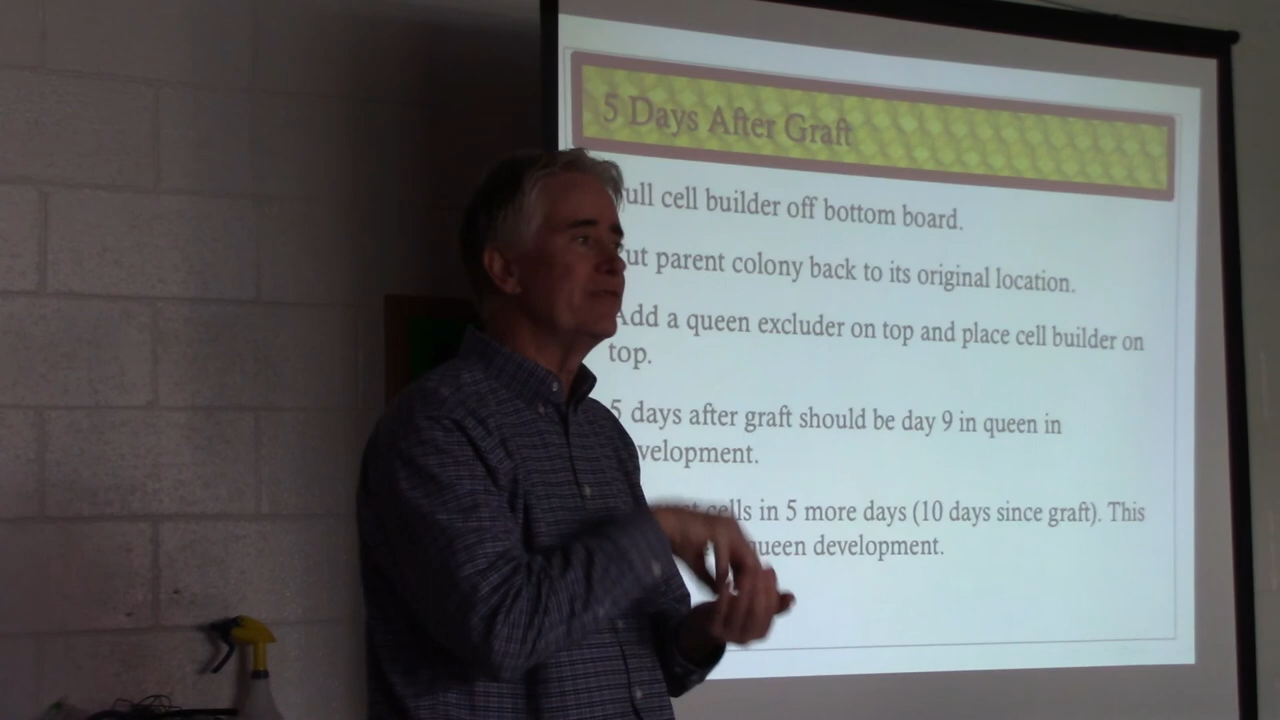 5 Days After Graft
ull cell builder off bottom board.
ut parent colony back to its original location.
Add a queen excluder on top and place cell builder on
top.
5 days after graft should be day 9 in queen in
velopment.
cells in 5 more days (10 days since graft). This
queen development.